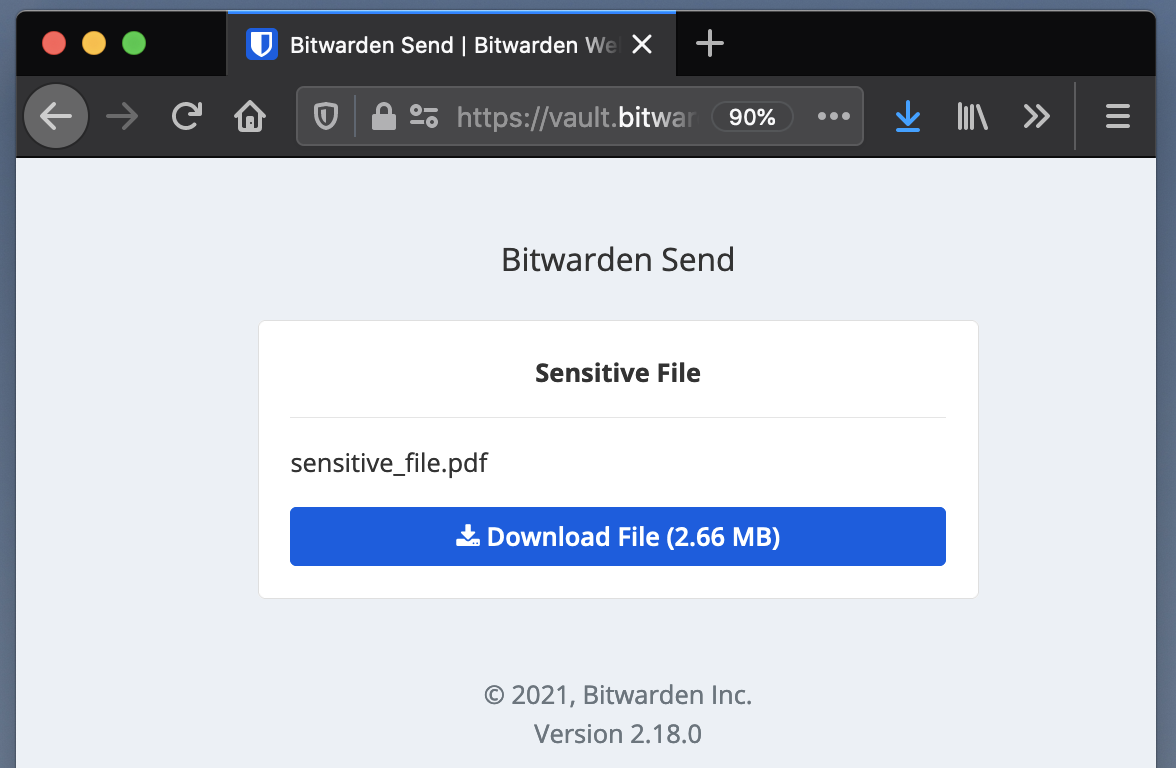 Bitwarden Send | Bitwarden We
https://vault.bitwar
90%
Bitwarden Send
Sensitive File
sensitive_file.pdf
Download File (2.66 MB)
© 2021, Bitwarden Inc.
Version 2.18.0